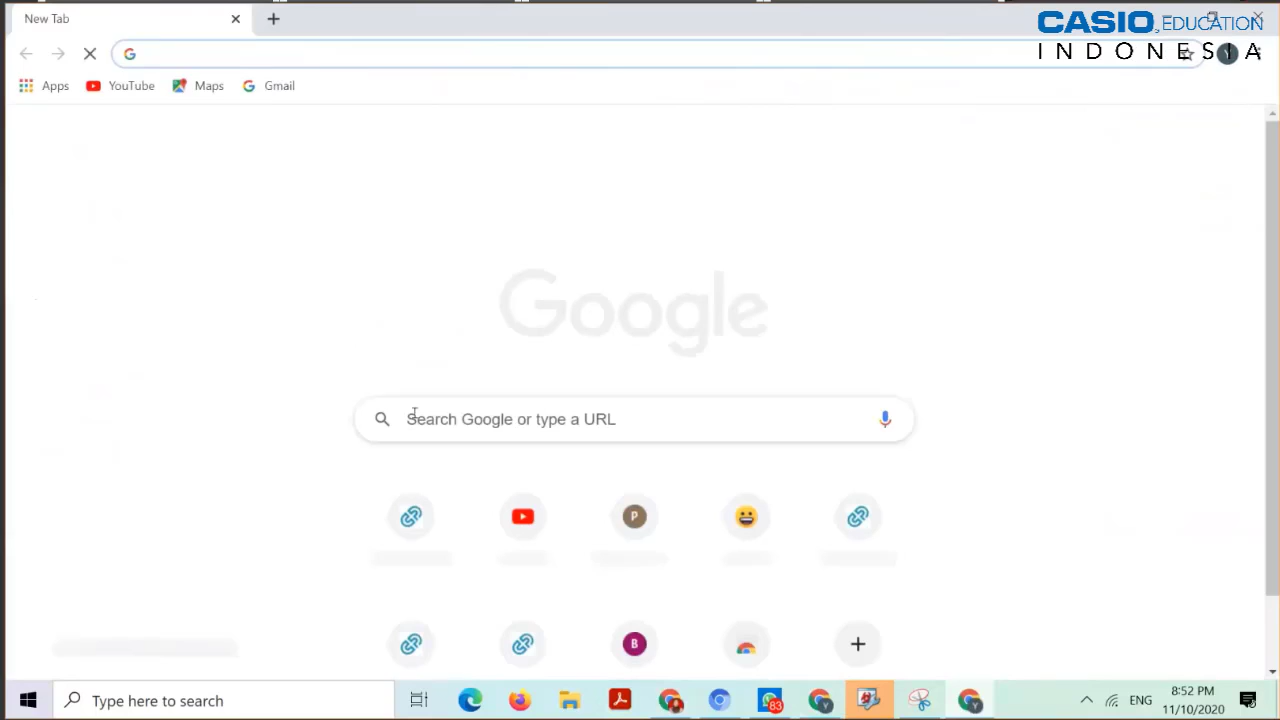 New Tab
CASIO EDUCATION
INDONESIA
Apps YouTube Maps Gmail
Google
Search Google or type a URL
P
B
Type here to search
83
Y
Y
ENG
8:52 PM
11/10/2020